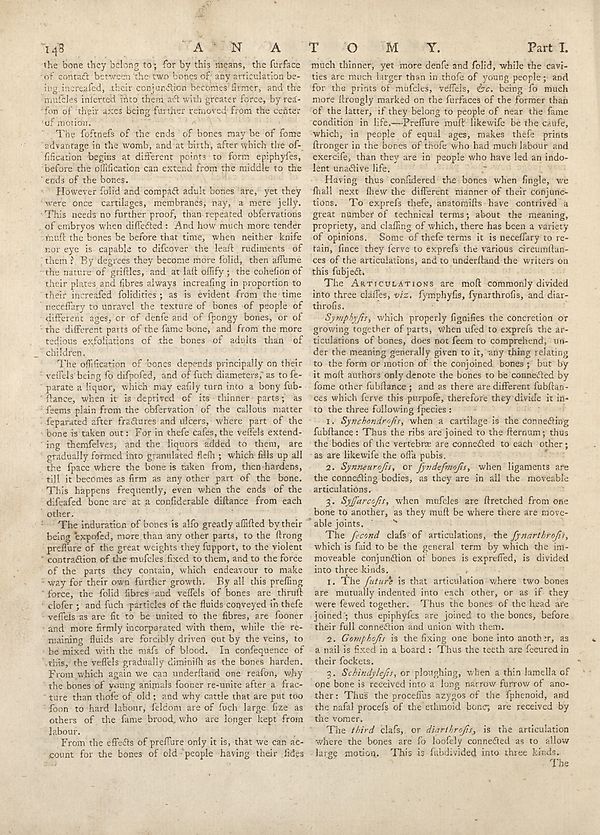 148 A N A T O M Y. Part I.
the bone they belong to; for by this means, the surface
of contact between the two bones of any articulation be-
ing increased, their conjunction becomes firmer, and the
muscles inserted into them act with greater force, by rea-
son of their axes being further removed from the center
of motion.
The softness of the ends of bones may be of some
advantage in the womb, and at birth, after which the os-
sification begins at different points to form epiphyses,
before the ossification can extend from the middle to the
ends of the bones.
However solid and compact adult bones are, yet they
were once cartilages, membranes, nay, a mere jelly.
This needs no further proof, than repeated observations
of embryos when dissected: And how much more tender
must the bones be before that time, when neither knife
nor eye is capable to discover the least rudiments of
them? By degrees they become more solid, then assume
the nature of gristles, and at last ossify; the cohesion of
their plates and fibres always increasing in proportion to
their increased solidities; as is evident from the time
necessary to unravel the texture of bones of people of
different ages, or of dense and of spongy bones, or of
the different parts of the same bone, and from the more
tedious exfoliations of the bones of adults than of
children.
The ossification of bones depends principally on their
vessels being so disposed, and of such diameters, as to se-
parate a liquor, which may easily turn into a bony sub-
stance, when it is deprived of its thinner parts; as
seems plain from the observation of the callous matter
separated after fractures and ulcers, where part of the
bone is taken out: For in these cases, the vessels extend-
ing themselves, and the liquors added to them, are
gradually formed into granulated flesh; which fills up all
the space where the bone is taken from, then hardens,
till it becomes as firm as any other part of the bone.
This happens frequently, even when the ends of the
diseased bone are at a considerable distance from each
other.
The induration of bones is also greatly assisted by their
being exposed, more than any other parts, to the strong
pressure of the great weights they support, to the violent
contraction of the muscles fixed to them, and to the force
of the parts they contain, which endeavour to make
way for their own further growth. By all this pressing
force, the solid fibres and vessels of bones are thrust
closer; and such particles of the fluids conveyed in these
vessels as are fit to be united to the fibres, are sooner
and more firmly incorporated with them, while the re-
maining fluids are forcibly driven out by the veins, to
be mixed with the mass of blood. In consequence of
this, the vessels gradually diminish as the bones harden.
From which again we can understand one reason, why
the bones of young animals sooner re-unite after a frac-
ture than those of old; and why cattle that are put too
soon to hard labour, seldom are of such large size as
others of the same brood, who are longer kept from
labour.
From the effects of pressure only it is, that we can ac-
count for the bones of old people having their sides
much thinner, yet more dense and solid, while the cavi-
ties are much larger than in those of young people; and
for the prints of muscles, vessels, &c. being so much
more strongly marked on the surfaces of the former than
of the latter, if they belong to people of near the same
condition in life.—Pressure must likewise be the cause,
which, in people of equal ages, makes these prints
stronger in the bones of those who had much labour and
exercise, than they are in people who have led an indo-
lent unactive life.
Having thus considered the bones when single, we
shall next shew the different manner of their conjunc-
tions. To express these, anatomists have contrived a
great number of technical terms; about the meaning,
propriety, and classing of which, there has been a variety
of opinions. Some of these terms it is necessary to re-
tain, since they serve to express the various circumstan-
ces of the articulations, and to understand the writers on
this subject.
The ARTICULATIONS are most commonly divided
into three classes, viz. symphysis, synarthrosis, and diar-
throsis.
Symphysis, which properly signifies the concretion or
growing together of parts, when used to express the ar-
ticulations of bones, does not seem to comprehend, un-
der the meaning generally given to it, any thing relating
to the form or motion of the conjoined bones; but by
it most authors only denote the bones to be connected by
some other substance; and as there are different substan-
ces which serve this purpose, therefore they divide it in-
to the three following species:
1. Synchondrosis, when a cartilage is the connecting
substance: Thus the ribs are joined to the sternum; thus
the bodies of the vertebræ are connected to each other;
as are likewise the ossa pubis.
2. Synneurosis, or syndesmosis, when ligaments are
the connecting bodies, as they are in all the moveable
articulations.
3. Syssarcosis, when muscles are stretched from one
bone to another, as they must be where there are move-
able joints.
The second class of articulations, the synarthrosis,
which is said to be the general term by which the im-
moveable conjunction of bones is expressed, is divided
into three kinds.
1. The suture is that articulation where two bones
are mutually indented into each other, or as if they
were sewed together. Thus the bones of the head are
joined; thus epiphyses are joined to the bones, before
their full connection and union with them.
2. Gomphosis is the fixing one bone into another, as
a nail is fixed in a board: Thus the teeth are secured in
their sockets.
3. Schindylesis, or ploughing, when a thin lamella of
one bone is received into a long narrow furrow of ano-
ther: Thus the processus azygos of the sphenoid, and
the nasal process of the ethmoid bone, are received by
the vomer.
The third class, or diarthrosis, is the articulation
where the bones are so loosely connected as to allow
large motion. This is subdivided into three kinds.
The